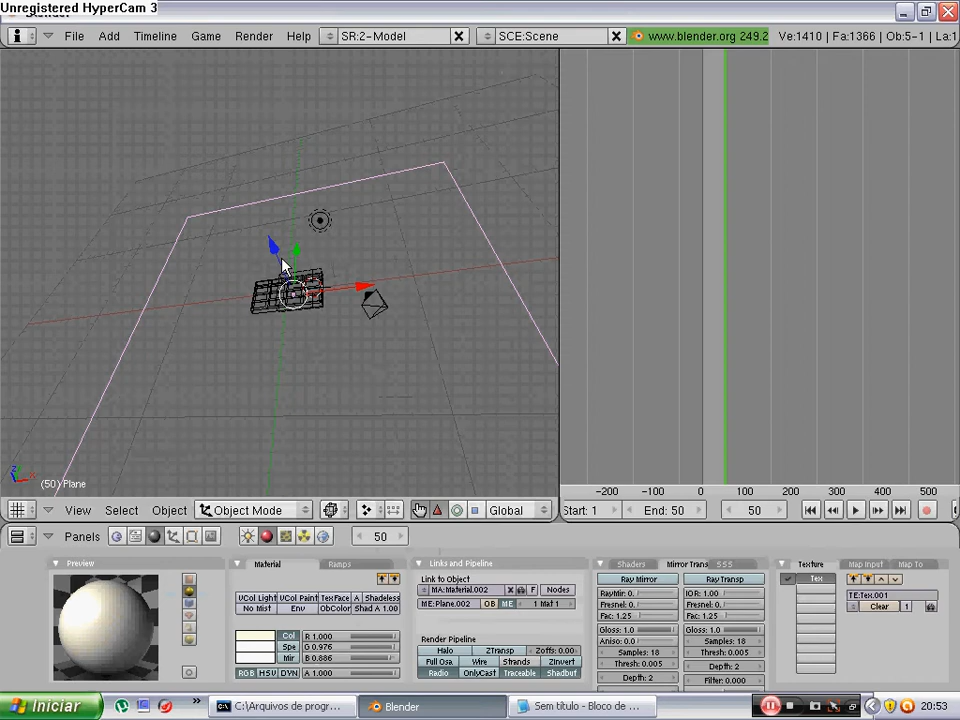 Unregistered HyperCam 3
File Add Timeline Game Render Help SR:2-Model SCE:Scene www.blender.org 249.2 Ve:1410 | Fa:1366 | Ob:5-1 | La:1
(50) Plane
View Select Object Object Mode Global
-200 -100 0 100 200 300 400 500
Start: 1 End: 50 50
Panels 50
Preview
Material Ramps
VCol Light VCol Paint TexFace A Shadeless
No Mist Env ObColor Shad A 1.00
Col R 1.000
Spe G 0.976
Mir B 0.886
RGB HSV DYN A 1.000
Links and Pipeline
Link to Object
MA:Material.002 F Nodes
ME:Plane.002 OB ME 1 Mat 1
Render Pipeline
Halo ZTransp Zoffs: 0.00
Full Osa Wire Strands ZInvert
Radio OnlyCast Traceable Shadbuf
Shaders Mirror Trans SSS
Ray Mirror Ray Transp
RayMir: 0. IOR: 1.00
Fresnel: 0. Fresnel: 0.
Fac: 1.25 Fac: 1.25
Gloss: 1.0 Gloss: 1.0
Aniso: 0.0 Samples: 18
Samples: 18 Thresh: 0.005
Thresh: 0.005 Depth: 2
Depth: 2 Filter: 0.000
Texture Map Input Map To
Tex
TE:Tex.001
Clear 1
Iniciar C:\Arquivos de progr... Blender Sem título - Bloco de ... 20:53